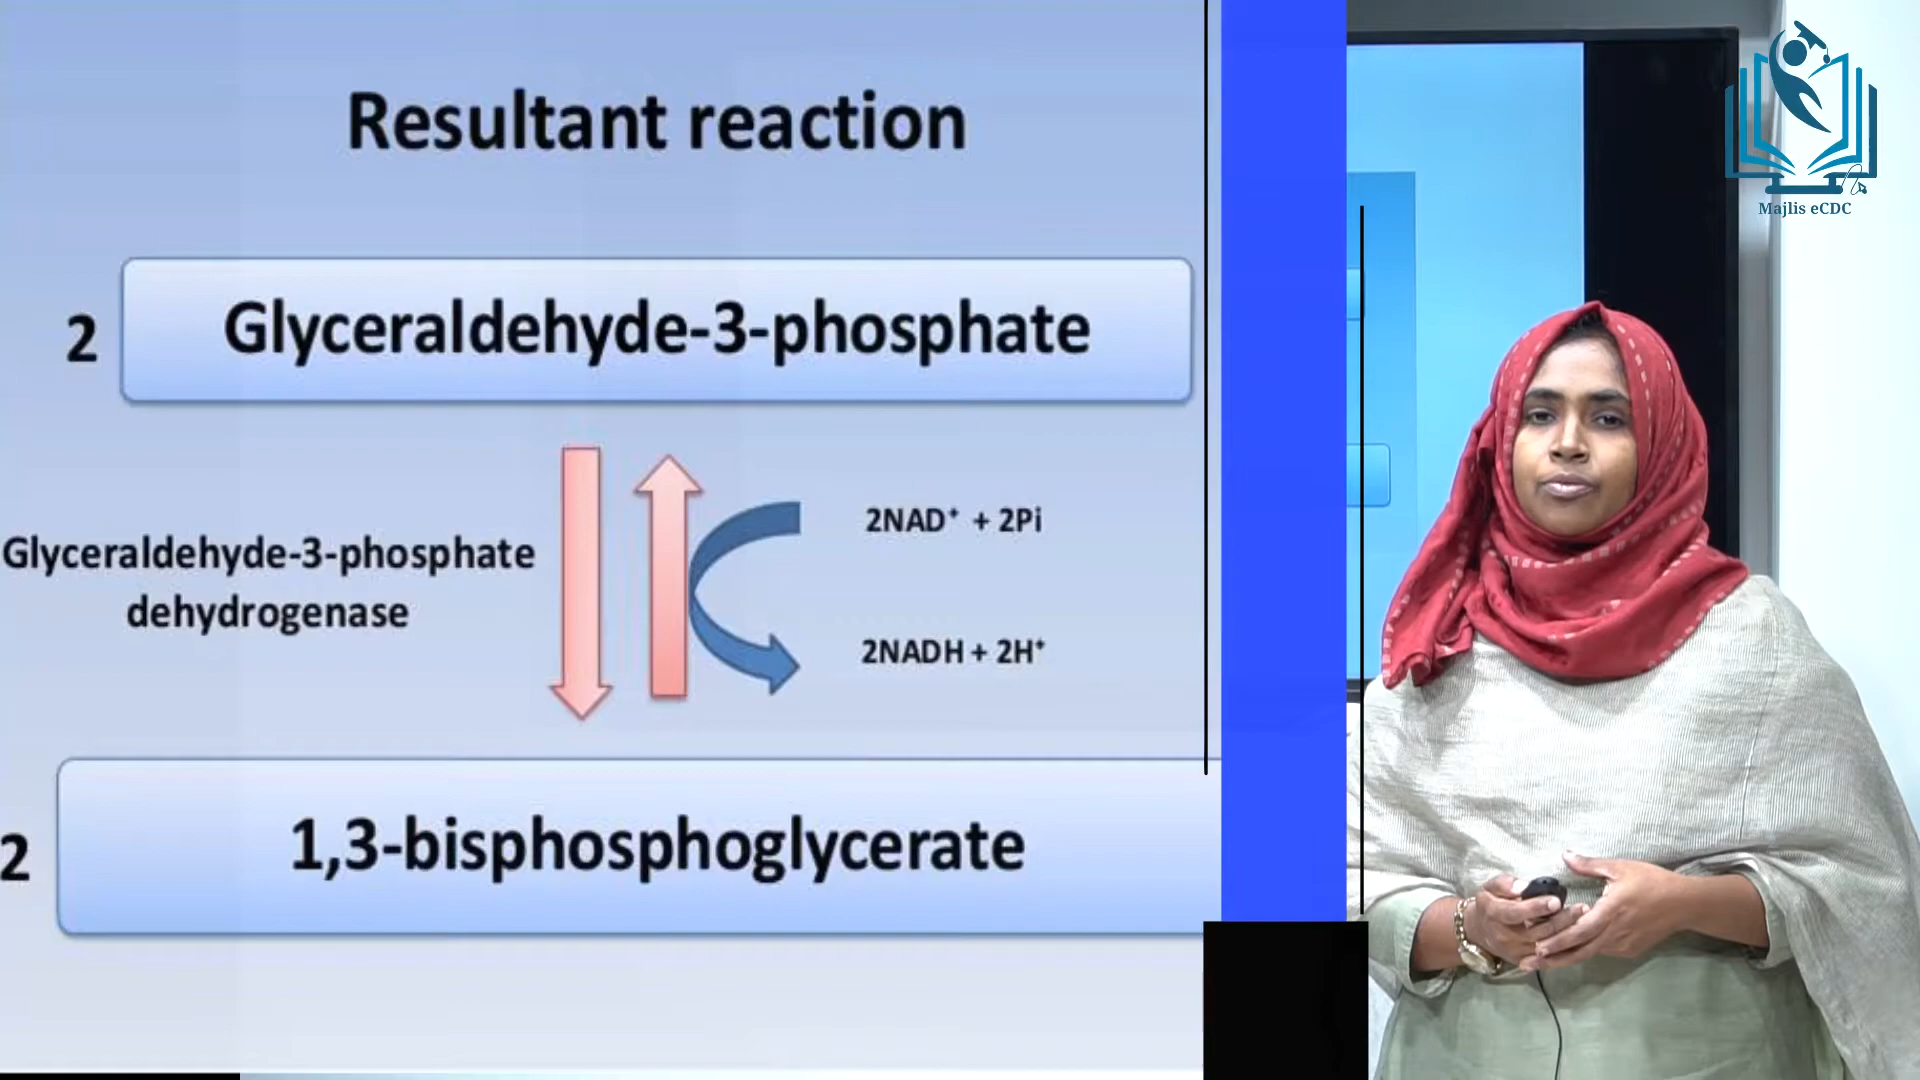 Resultant reaction
2 Glyceraldehyde-3-phosphate
Glyceraldehyde-3-phosphate
dehydrogenase
2NAD⁺ + 2Pi
2NADH + 2H⁺
2 1,3-bisphosphoglycerate
Majlis eCDC